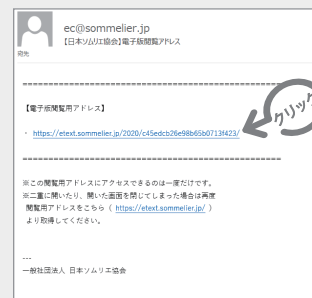 ec@sommelier.jp
【日本ソムリエ協会】電子版閲覧アドレス
宛先
==================================================
【電子版閲覧用アドレス】
・ https://etext.sommelier.jp/2020/c45edcb26e98b65b0713f423/
クリック
==================================================
※この閲覧用アドレスにアクセスできるのは一度だけです。
※二重に開いたり、開いた画面を閉じてしまった場合は再度
閲覧用アドレスをこちら（ https://etext.sommelier.jp/ ）
より取得してください。
---
一般社団法人 日本ソムリエ協会